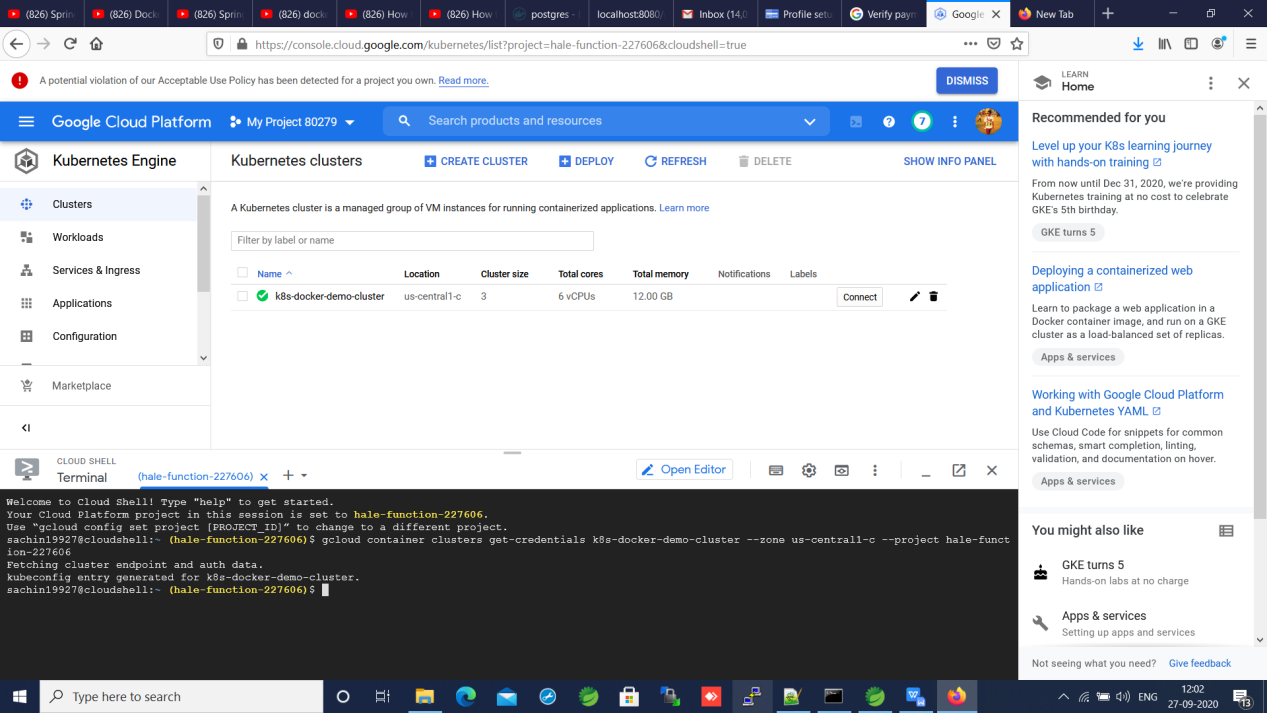 (826) Sprin
(826) Dock
(826) Sprin
(826) dock
(826) How
(826) How
postgres -
localhost:8080/
Inbox (14,0
Profile setu
Verify payn
Google
New Tab
https://console.cloud.google.com/kubernetes/list?project=hale-function-227606&cloudshell=true
A potential violation of our Acceptable Use Policy has been detected for a project you own. Read more.
DISMISS
Google Cloud Platform
My Project 80279
Search products and resources
7
Kubernetes Engine
Clusters
Workloads
Services & Ingress
Applications
Configuration
Marketplace
Kubernetes clusters
CREATE CLUSTER
DEPLOY
REFRESH
DELETE
SHOW INFO PANEL
A Kubernetes cluster is a managed group of VM instances for running containerized applications. Learn more
Filter by label or name
Name Location Cluster size Total cores Total memory Notifications Labels
k8s-docker-demo-cluster us-central1-c 3 6 vCPUs 12.00 GB Connect
LEARN
Home
Recommended for you
Level up your K8s learning journey
with hands-on training
From now until Dec 31, 2020, we're providing
Kubernetes training at no cost to celebrate
GKE's 5th birthday.
GKE turns 5
Deploying a containerized web
application
Learn to package a web application in a
Docker container image, and run on a GKE
cluster as a load-balanced set of replicas.
Apps & services
Working with Google Cloud Platform
and Kubernetes YAML
Use Cloud Code for snippets for common
schemas, smart completion, linting,
validation, and documentation on hover.
Apps & services
You might also like
GKE turns 5
Hands-on labs at no charge
Apps & services
Setting up apps and services
Not seeing what you need? Give feedback
CLOUD SHELL
Terminal
(hale-function-227606)
Open Editor
Welcome to Cloud Shell! Type "help" to get started.
Your Cloud Platform project in this session is set to hale-function-227606.
Use “gcloud config set project [PROJECT_ID]” to change to a different project.
sachin19927@cloudshell:~ (hale-function-227606)$ gcloud container clusters get-credentials k8s-docker-demo-cluster --zone us-central1-c --project hale-funct
ion-227606
Fetching cluster endpoint and auth data.
kubeconfig entry generated for k8s-docker-demo-cluster.
sachin19927@cloudshell:~ (hale-function-227606)$
Type here to search
ENG
12:02
27-09-2020
13